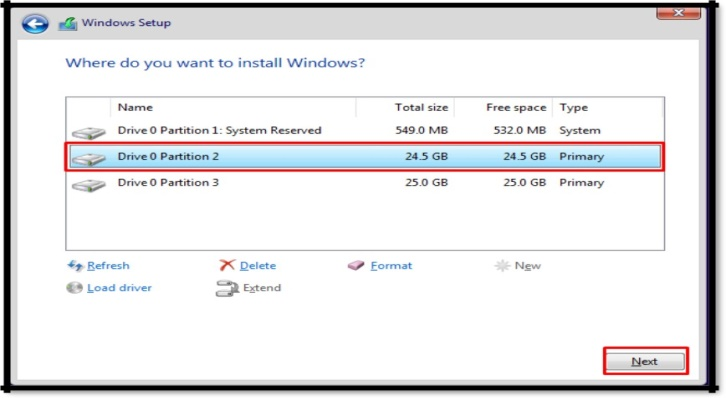 Windows Setup
Where do you want to install Windows?
Name Total size Free space Type
Drive 0 Partition 1: System Reserved 549.0 MB 532.0 MB System
Drive 0 Partition 2 24.5 GB 24.5 GB Primary
Drive 0 Partition 3 25.0 GB 25.0 GB Primary
Refresh Delete Format New
Load driver Extend
Next